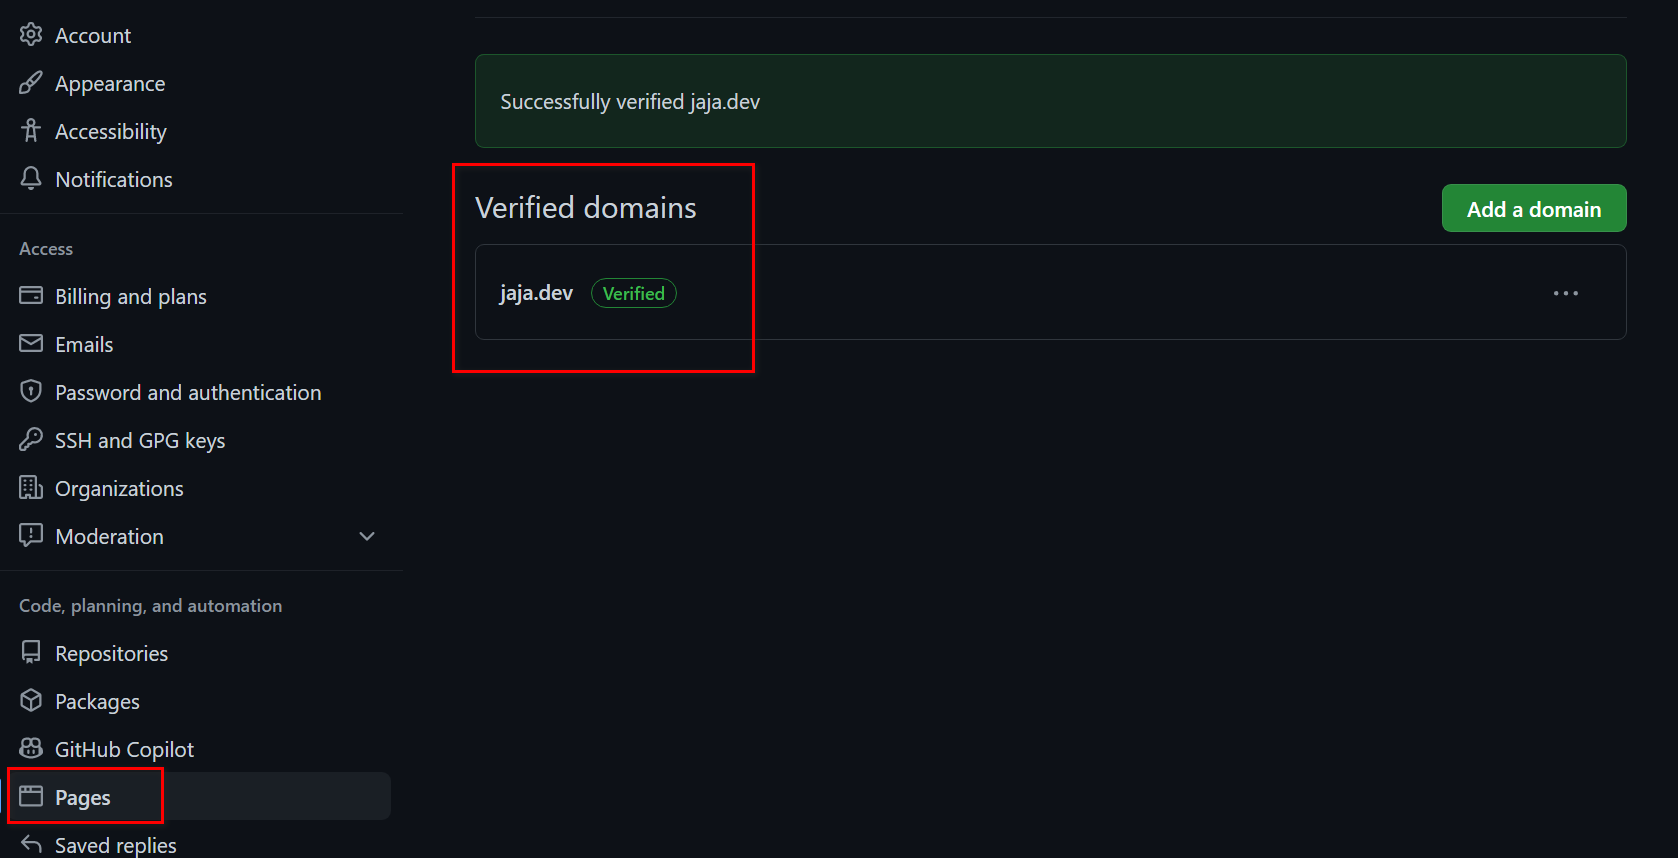 Account
Appearance
Accessibility
Notifications
Access
Billing and plans
Emails
Password and authentication
SSH and GPG keys
Organizations
Moderation
Code, planning, and automation
Repositories
Packages
GitHub Copilot
Pages
Saved replies
Successfully verified jaja.dev
Verified domains
Add a domain
jaja.dev Verified